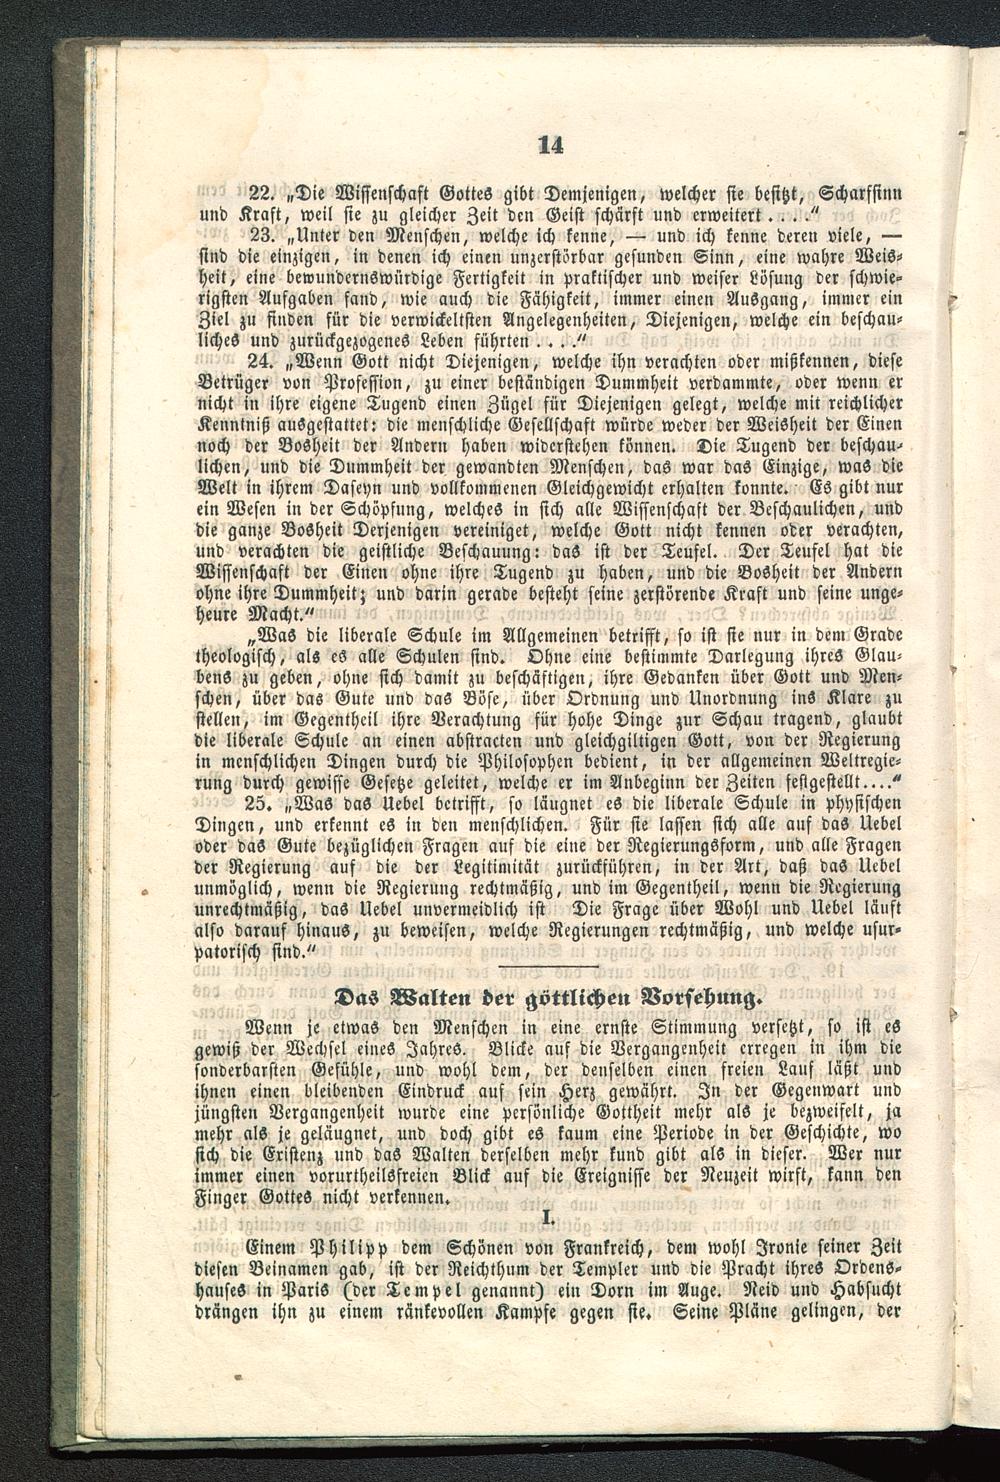 14
22. „Die Wissenschaft Gottes gibt Demjenigen, welcher sie besitzt, Scharfsinn
und Kraft, weil sie zu gleicher Zeit den Geist schärft und erweitert . . . .“
23. „Unter den Menschen, welche ich kenne, — und ich kenne deren viele, —
sind die einzigen, in denen ich einen unzerstörbar gesunden Sinn, eine wahre Weis-
heit, eine bewundernswürdige Fertigkeit in praktischer und weiser Lösung der schwie-
rigsten Aufgaben fand, wie auch die Fähigkeit, immer einen Ausgang, immer ein
Ziel zu finden für die verwickeltsten Angelegenheiten, Diejenigen, welche ein beschau-
liches und zurückgezogenes Leben führten . . . .“
24. „Wenn Gott nicht Diejenigen, welche ihn verachten oder mißkennen, diese
Betrüger von Profession, zu einer beständigen Dummheit verdammte, oder wenn er
nicht in ihre eigene Tugend einen Zügel für Diejenigen gelegt, welche mit reichlicher
Kenntniß ausgestattet: die menschliche Gesellschaft würde weder der Weisheit der Einen
noch der Bosheit der Andern haben widerstehen können. Die Tugend der beschau-
lichen, und die Dummheit der gewandten Menschen, das war das Einzige, was die
Welt in ihrem Daseyn und vollkommenen Gleichgewicht erhalten konnte. Es gibt nur
ein Wesen in der Schöpfung, welches in sich alle Wissenschaft der Beschaulichen, und
die ganze Bosheit Derjenigen vereiniget, welche Gott nicht kennen oder verachten,
und verachten die geistliche Beschauung: das ist der Teufel. Der Teufel hat die
Wissenschaft der Einen ohne ihre Tugend zu haben, und die Bosheit der Andern
ohne ihre Dummheit; und darin gerade besteht seine zerstörende Kraft und seine unge-
heure Macht.“
„Was die liberale Schule im Allgemeinen betrifft, so ist sie nur in dem Grade
theologisch, als es alle Schulen sind. Ohne eine bestimmte Darlegung ihres Glau-
bens zu geben, ohne sich damit zu beschäftigen, ihre Gedanken über Gott und Men-
schen, über das Gute und das Böse, über Ordnung und Unordnung ins Klare zu
stellen, im Gegentheil ihre Verachtung für hohe Dinge zur Schau tragend, glaubt
die liberale Schule an einen abstracten und gleichgiltigen Gott, von der Regierung
in menschlichen Dingen durch die Philosophen bedient, in der allgemeinen Weltregie-
rung durch gewisse Gesetze geleitet, welche er im Anbeginn der Zeiten festgestellt....“
25. „Was das Uebel betrifft, so läugnet es die liberale Schule in physischen
Dingen, und erkennt es in den menschlichen. Für sie lassen sich alle auf das Uebel
oder das Gute bezüglichen Fragen auf die eine der Regierungsform, und alle Fragen
der Regierung auf die der Legitimität zurückführen, in der Art, daß das Uebel
unmöglich, wenn die Regierung rechtmäßig, und im Gegentheil, wenn die Regierung
unrechtmäßig, das Uebel unvermeidlich ist Die Frage über Wohl und Uebel läuft
also darauf hinaus, zu beweisen, welche Regierungen rechtmäßig, und welche usur-
patorisch sind.“
Das Walten der göttlichen Vorsehung.
Wenn je etwas den Menschen in eine ernste Stimmung versetzt, so ist es
gewiß der Wechsel eines Jahres. Blicke auf die Vergangenheit erregen in ihm die
sonderbarsten Gefühle, und wohl dem, der denselben einen freien Lauf läßt und
ihnen einen bleibenden Eindruck auf sein Herz gewährt. In der Gegenwart und
jüngsten Vergangenheit wurde eine persönliche Gottheit mehr als je bezweifelt, ja
mehr als je geläugnet, und doch gibt es kaum eine Periode in der Geschichte, wo
sich die Existenz und das Walten derselben mehr kund gibt als in dieser. Wer nur
immer einen vorurtheilsfreien Blick auf die Ereignisse der Neuzeit wirft, kann den
Finger Gottes nicht verkennen.
I.
Einem Philipp dem Schönen von Frankreich, dem wohl Ironie seiner Zeit
diesen Beinamen gab, ist der Reichthum der Templer und die Pracht ihres Ordens-
hauses in Paris (der Tempel genannt) ein Dorn im Auge. Neid und Habsucht
drängen ihn zu einem ränkevollen Kampfe gegen sie. Seine Pläne gelingen, der